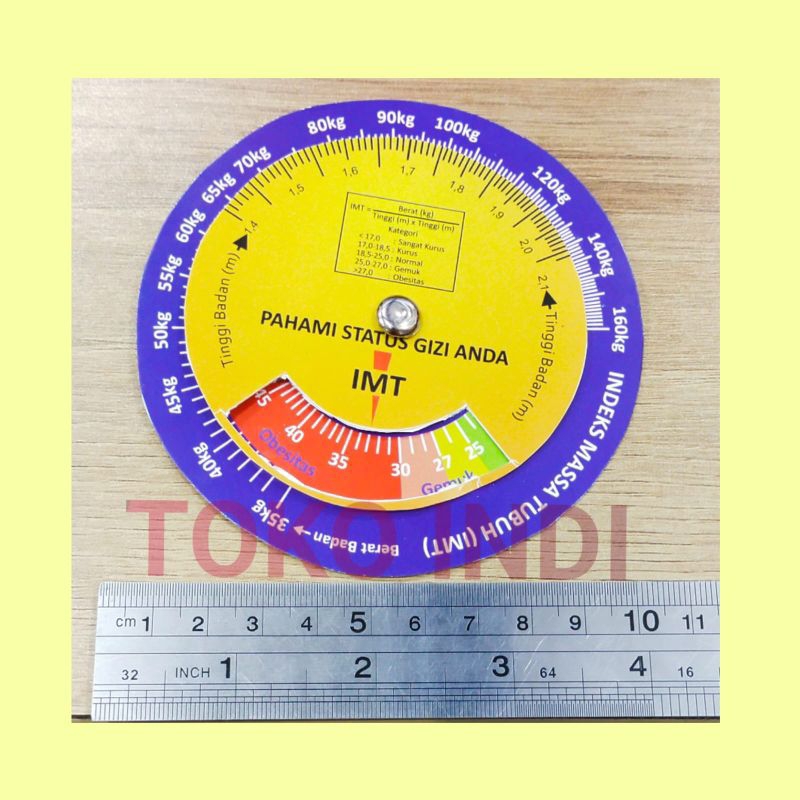 35kg
40kg
45kg
50kg
55kg
60kg
65kg
70kg
80kg
90kg
100kg
120kg
140kg
160kg
INDEKS MASSA TUBUH (IMT)
Berat Badan →
1,4
1,5
1,6
1,7
1,8
1,9
2,0
2,1
Tinggi Badan (m)
Tinggi Badan (m)
IMT = Berat (kg)
Tinggi (m) x Tinggi (m)
Kategori
< 17,0 : Sangat Kurus
17,0-18,5 : Kurus
18,5-25,0 : Normal
25,0-27,0 : Gemuk
>27,0 : Obesitas
PAHAMI STATUS GIZI ANDA
IMT
45 40 35 30 27 25
Obesitas
Gemuk
TOKO INDI
cm 1 2 3 4 5 6 7 8 9 10 11
32 INCH 1 2 3 64 4 16